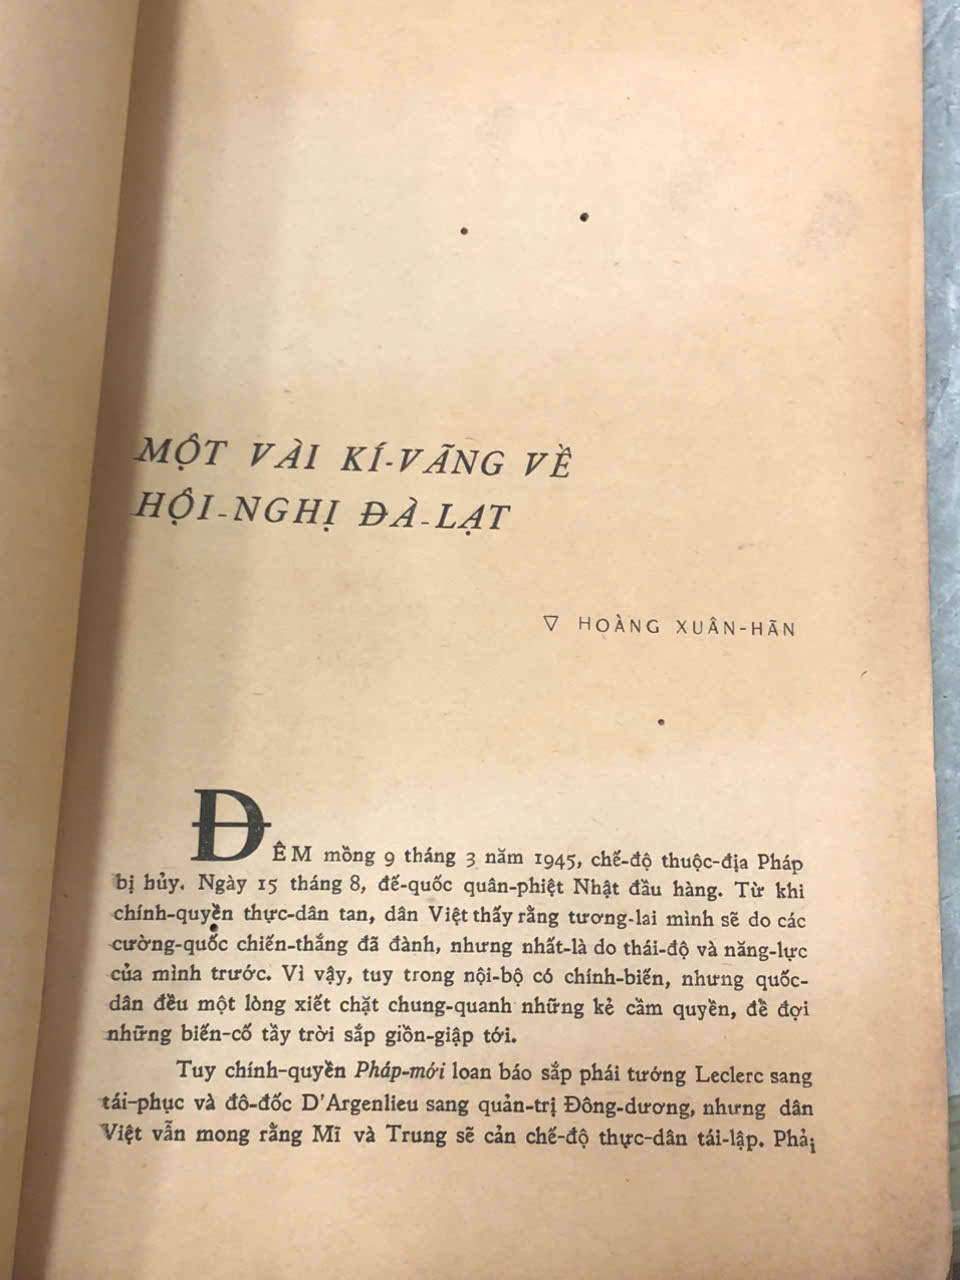 MỘT VÀI KÍ-VÃNG VỀ
HỘI-NGHỊ ĐÀ-LẠT
▽ HOÀNG XUÂN-HÃN
ĐÊM mồng 9 tháng 3 năm 1945, chế-độ thuộc-địa Pháp
bị hủy. Ngày 15 tháng 8, đế-quốc quân-phiệt Nhật đầu hàng. Từ khi
chính-quyền thực-dân tan, dân Việt thấy rằng tương-lai mình sẽ do các
cường-quốc chiến-thắng đã đành, nhưng nhất-là do thái-độ và năng-lực
của mình trước. Vì vậy, tuy trong nội-bộ có chính-biến, nhưng quốc-
dân đều một lòng xiết chặt chung-quanh những kẻ cầm quyền, để đợi
những biến-cố tầy trời sắp giồn-giập tới.
Tuy chính-quyền Pháp-mới loan báo sắp phái tướng Leclerc sang
tái-phục và đô-đốc D'Argenlieu sang quản-trị Đông-dương, nhưng dân
Việt vẫn mong rằng Mĩ và Trung sẽ cản chế-độ thực-dân tái-lập. Phải